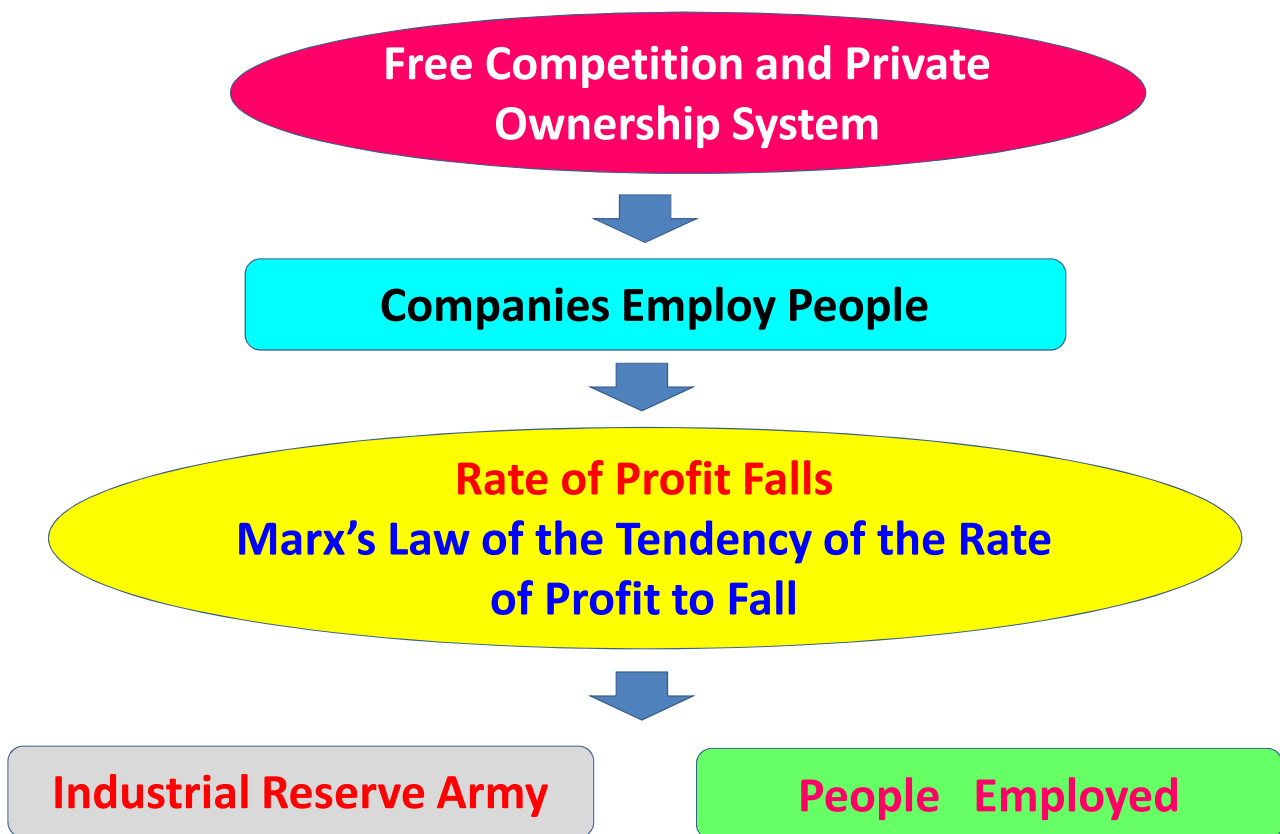 Free Competition and Private
Ownership System
Companies Employ People
Rate of Profit Falls
Marx’s Law of the Tendency of the Rate
of Profit to Fall
Industrial Reserve Army
People Employed